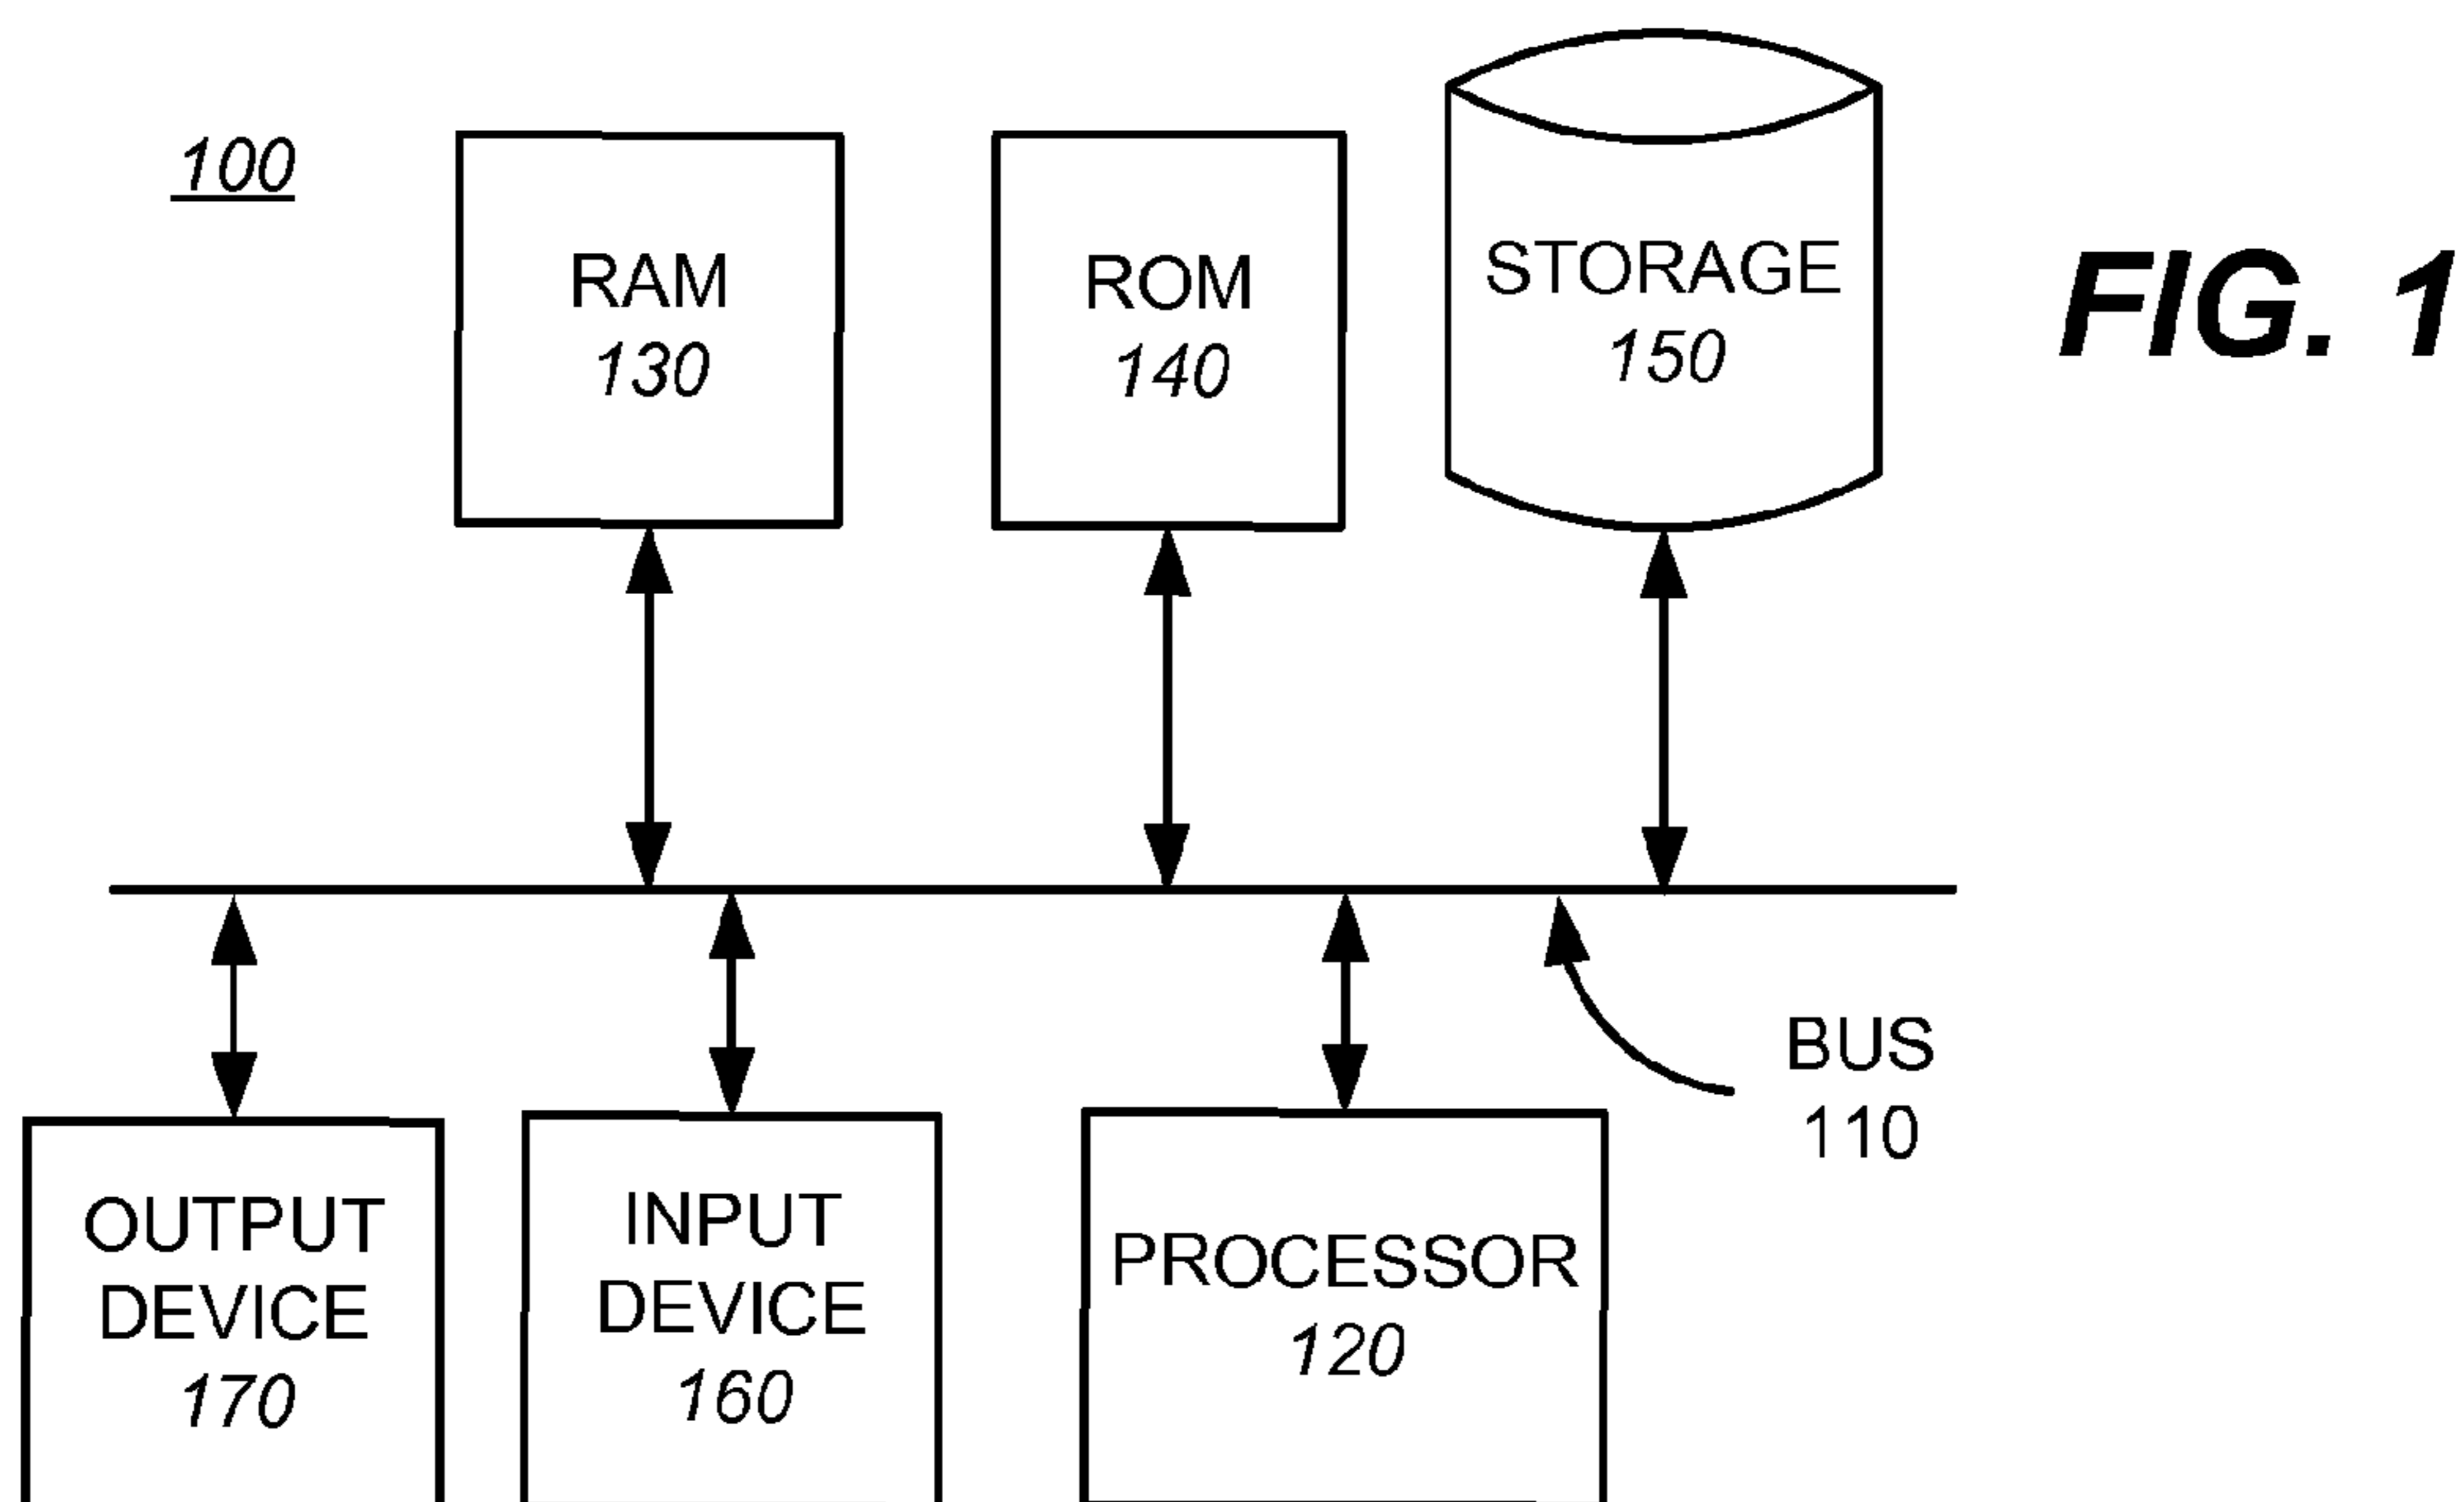 100
RAM
130
ROM
140
STORAGE
150
FIG. 1
BUS
110
OUTPUT
DEVICE
170
INPUT
DEVICE
160
PROCESSOR
120